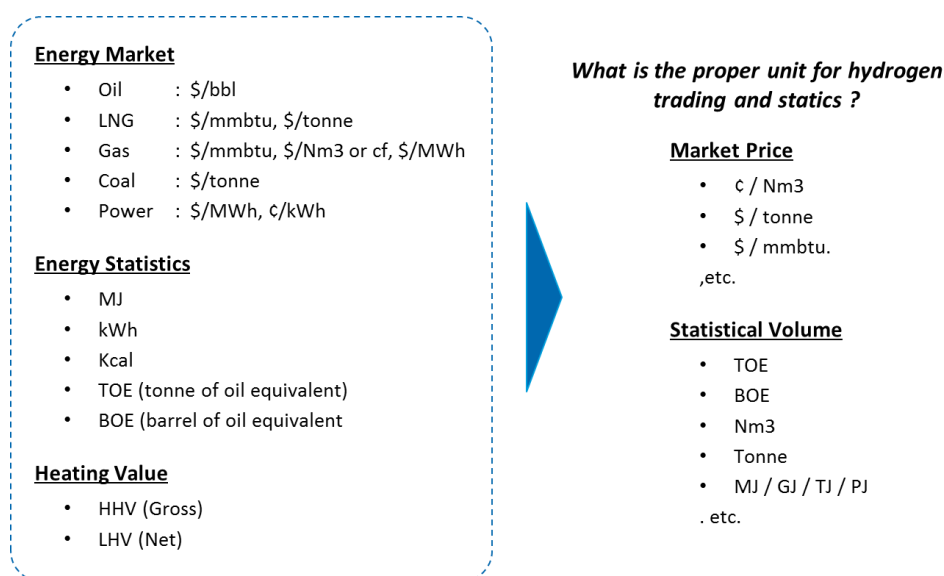 Energy Market
• Oil : $/bbl
• LNG : $/mmbtu, $/tonne
• Gas : $/mmbtu, $/Nm3 or cf, $/MWh
• Coal : $/tonne
• Power : $/MWh, ¢/kWh
Energy Statistics
• MJ
• kWh
• Kcal
• TOE (tonne of oil equivalent)
• BOE (barrel of oil equivalent
Heating Value
• HHV (Gross)
• LHV (Net)
What is the proper unit for hydrogen
trading and statics ?
Market Price
• ¢ / Nm3
• $ / tonne
• $ / mmbtu.
,etc.
Statistical Volume
• TOE
• BOE
• Nm3
• Tonne
• MJ / GJ / TJ / PJ
. etc.